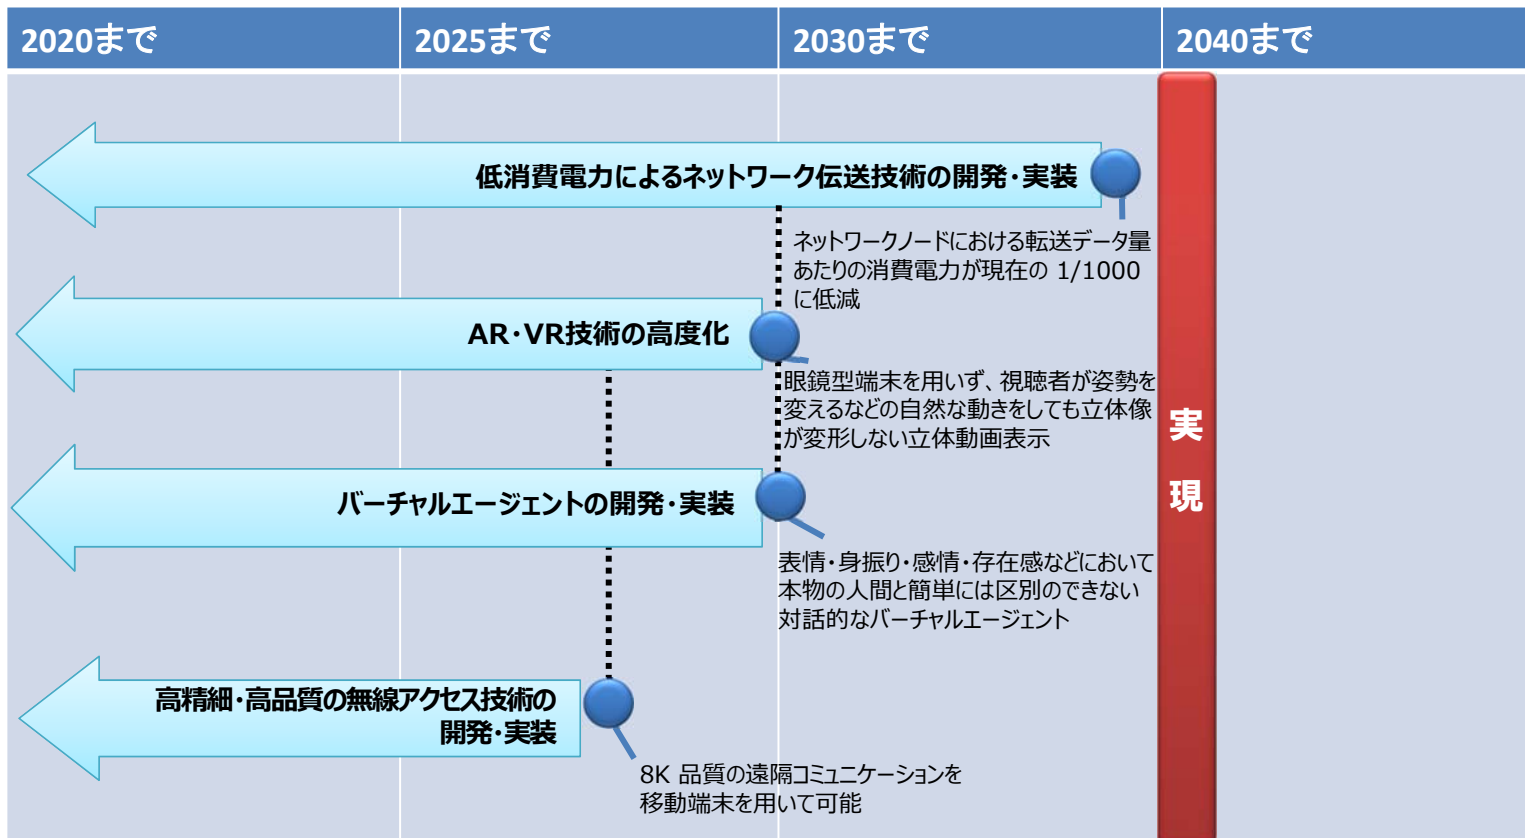 2020まで
2025まで
2030まで
2040まで
低消費電力によるネットワーク伝送技術の開発・実装
ネットワークノードにおける転送データ量
あたりの消費電力が現在の 1/1000
に低減
AR・VR技術の高度化
眼鏡型端末を用いず、視聴者が姿勢を
変えるなどの自然な動きをしても立体像
が変形しない立体動画表示
バーチャルエージェントの開発・実装
表情・身振り・感情・存在感などにおいて
本物の人間と簡単には区別のできない
対話的なバーチャルエージェント
高精細・高品質の無線アクセス技術の
開発・実装
8K 品質の遠隔コミュニケーションを
移動端末を用いて可能
実
現